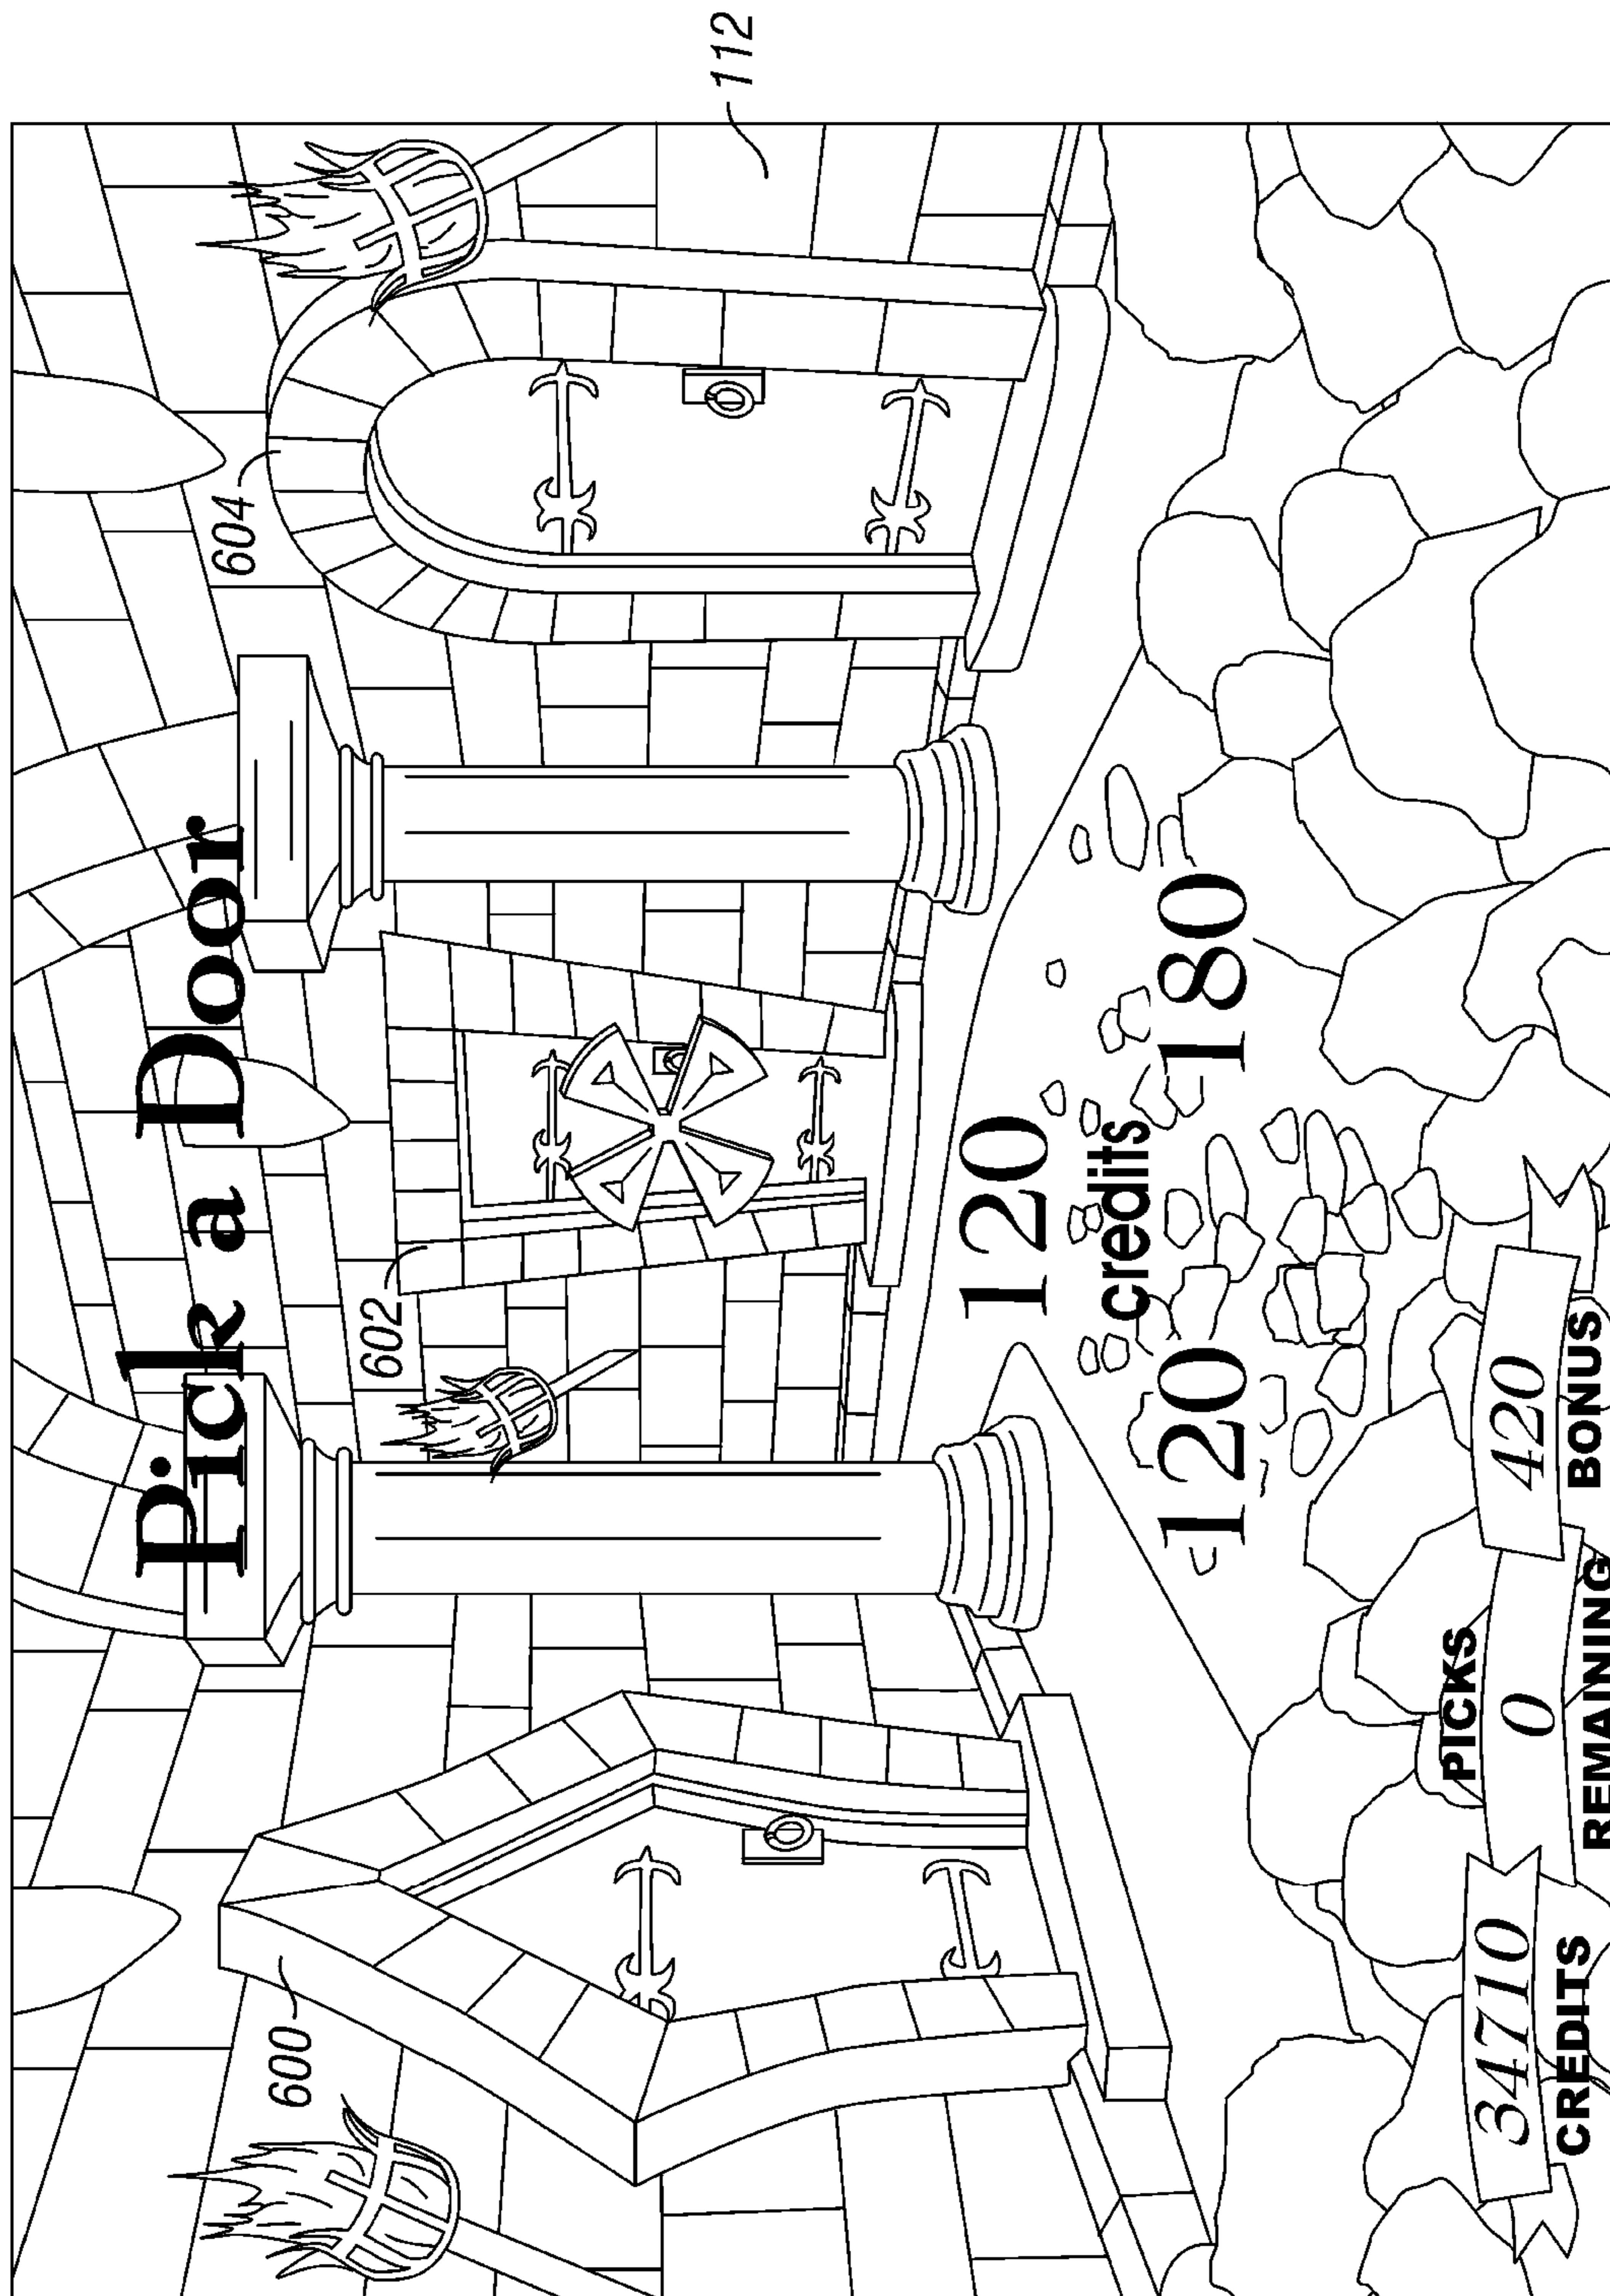 Pick a Door
604
112
602
600
120
credits
120 180
PICKS
34710 0 420
CREDITS REMAINING BONUS